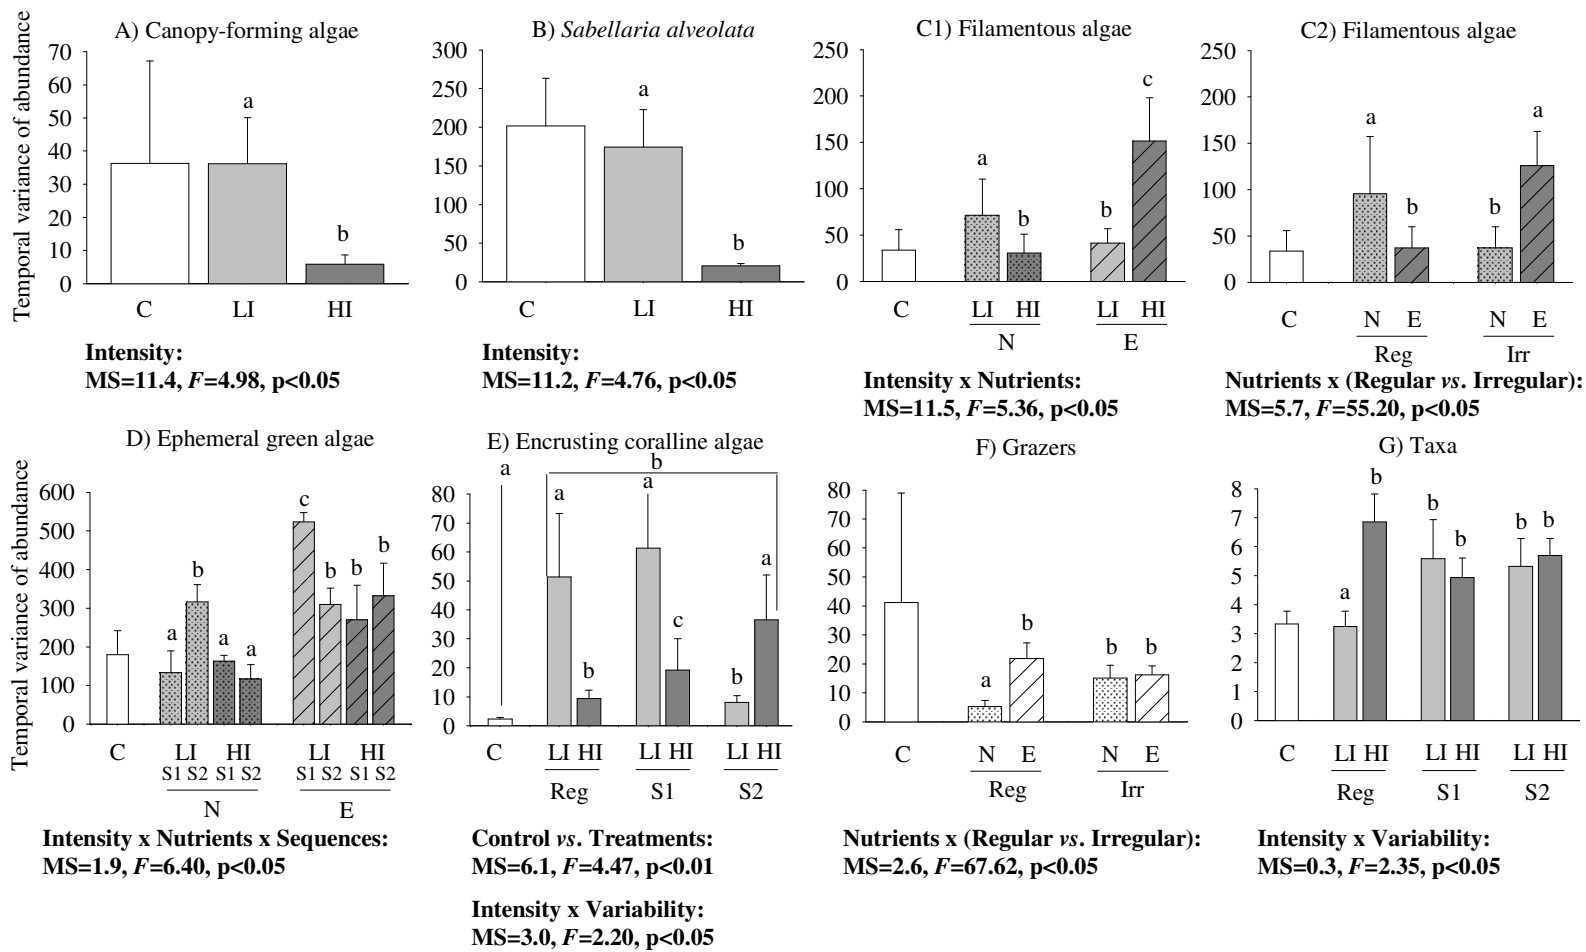 A) Canopy-forming algae
Temporal variance of abundance
70
60
50
40
30
20
10
0
a
b
C LI HI
Intensity:
MS=11.4, F=4.98, p<0.05
B) Sabellaria alveolata
300
250
200
150
100
50
0
a
b
C LI HI
Intensity:
MS=11.2, F=4.76, p<0.05
C1) Filamentous algae
250
200
150
100
50
0
a b b c
C LI HI LI HI
N E
Intensity x Nutrients:
MS=11.5, F=5.36, p<0.05
C2) Filamentous algae
250
200
150
100
50
0
a b b a
C N E N E
Reg Irr
Nutrients x (Regular vs. Irregular):
MS=5.7, F=55.20, p<0.05
D) Ephemeral green algae
Temporal variance of abundance
600
500
400
300
200
100
0
a b a a c b b b
C LI HI LI HI
S1 S2 S1 S2 S1 S2 S1 S2
N E
Intensity x Nutrients x Sequences:
MS=1.9, F=6.40, p<0.05
E) Encrusting coralline algae
a b
80
70
60
50
40
30
20
10
0
a b a c b a
C LI HI LI HI LI HI
Reg S1 S2
Control vs. Treatments:
MS=6.1, F=4.47, p<0.01
Intensity x Variability:
MS=3.0, F=2.20, p<0.05
F) Grazers
80
70
60
50
40
30
20
10
0
a b b b
C N E N E
Reg Irr
Nutrients x (Regular vs. Irregular):
MS=2.6, F=67.62, p<0.05
G) Taxa
8
7
6
5
4
3
2
1
0
a b b b b b
C LI HI LI HI LI HI
Reg S1 S2
Intensity x Variability:
MS=0.3, F=2.35, p<0.05